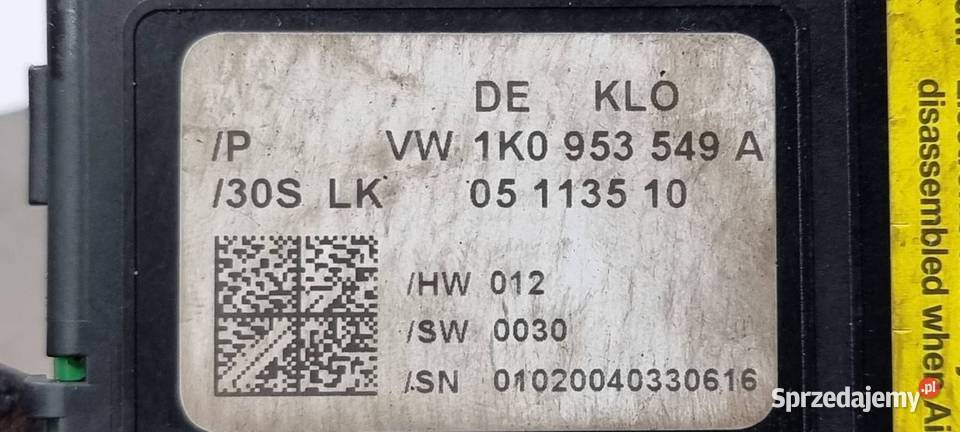 DE KLO
/P VW 1K0 953 549 A
/30S LK 05 1135 10
/HW 012
/SW 0030
/SN 01020040330616
disassembled when Ai
Sprzedajemy.pl